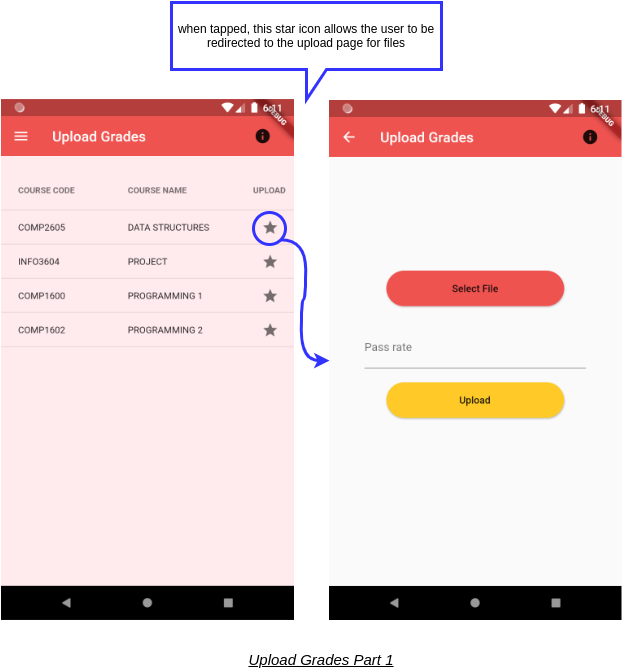 when tapped, this star icon allows the user to be
redirected to the upload page for files
6:11
DEBUG
Upload Grades
COURSE CODE COURSE NAME UPLOAD
COMP2605 DATA STRUCTURES
INFO3604 PROJECT
COMP1600 PROGRAMMING 1
COMP1602 PROGRAMMING 2
6:11
DEBUG
Upload Grades
Select File
Pass rate
Upload
Upload Grades Part 1